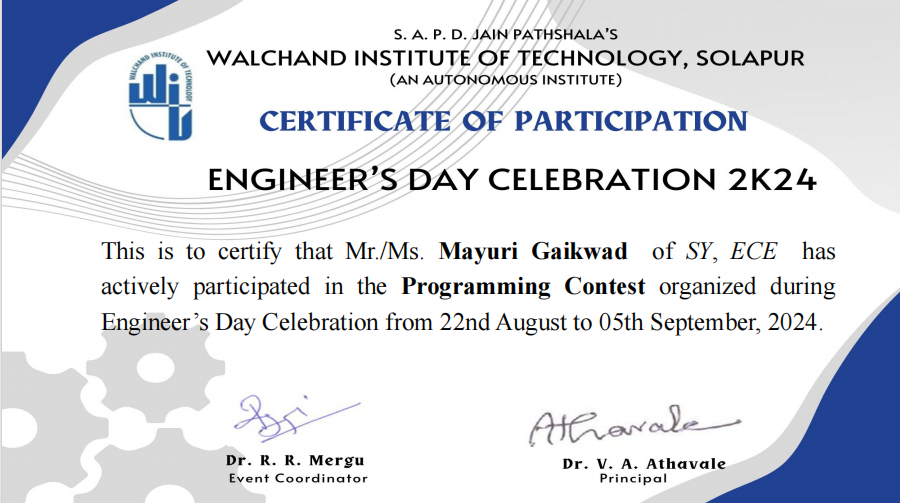 S. A. P. D. JAIN PATHSHALA'S
WALCHAND INSTITUTE OF TECHNOLOGY, SOLAPUR
(AN AUTONOMOUS INSTITUTE)
WALCHAND INSTITUTE OF TECHNOLOGY
WIT
CERTIFICATE OF PARTICIPATION
ENGINEER'S DAY CELEBRATION 2K24
This is to certify that Mr./Ms. Mayuri Gaikwad of SY, ECE has
actively participated in the Programming Contest organized during
Engineer's Day Celebration from 22nd August to 05th September, 2024.
Athavale
Dr. R. R. Mergu
Event Coordinator
Dr. V. A. Athavale
Principal